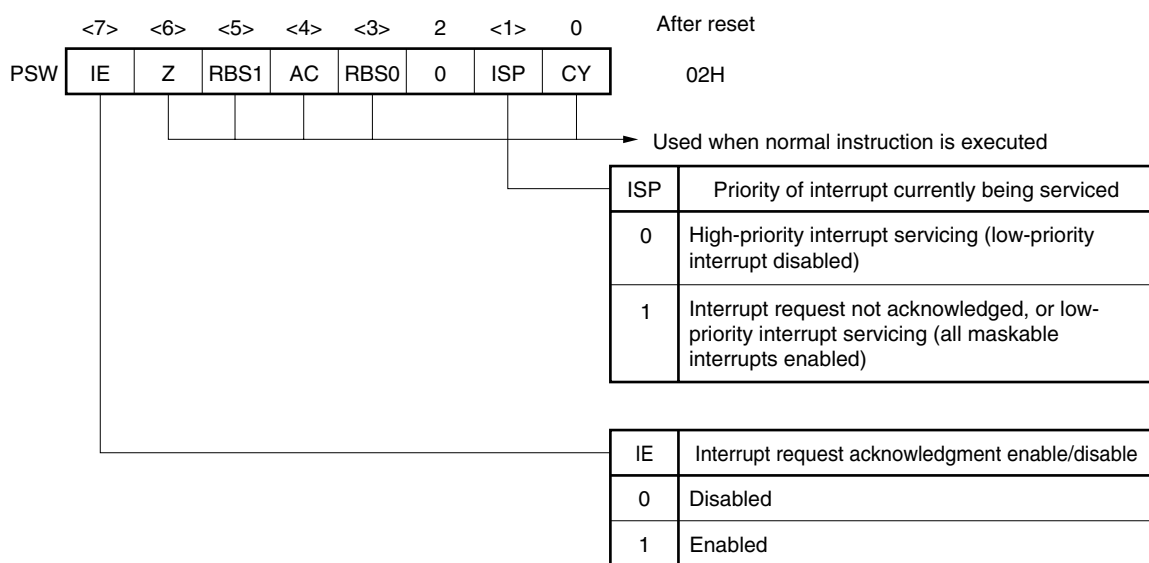 <7> <6> <5> <4> <3> 2 <1> 0 After reset
PSW IE Z RBS1 AC RBS0 0 ISP CY 02H
Used when normal instruction is executed
ISP Priority of interrupt currently being serviced
0 High-priority interrupt servicing (low-priority
interrupt disabled)
1 Interrupt request not acknowledged, or low-
priority interrupt servicing (all maskable
interrupts enabled)
IE Interrupt request acknowledgment enable/disable
0 Disabled
1 Enabled